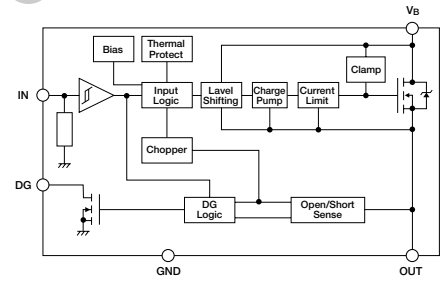 VB
Bias
Thermal
Protect
Clamp
IN
Input
Logic
Lavel
Shifting
Charge
Pump
Current
Limit
Chopper
DG
DG
Logic
Open/Short
Sense
GND
OUT